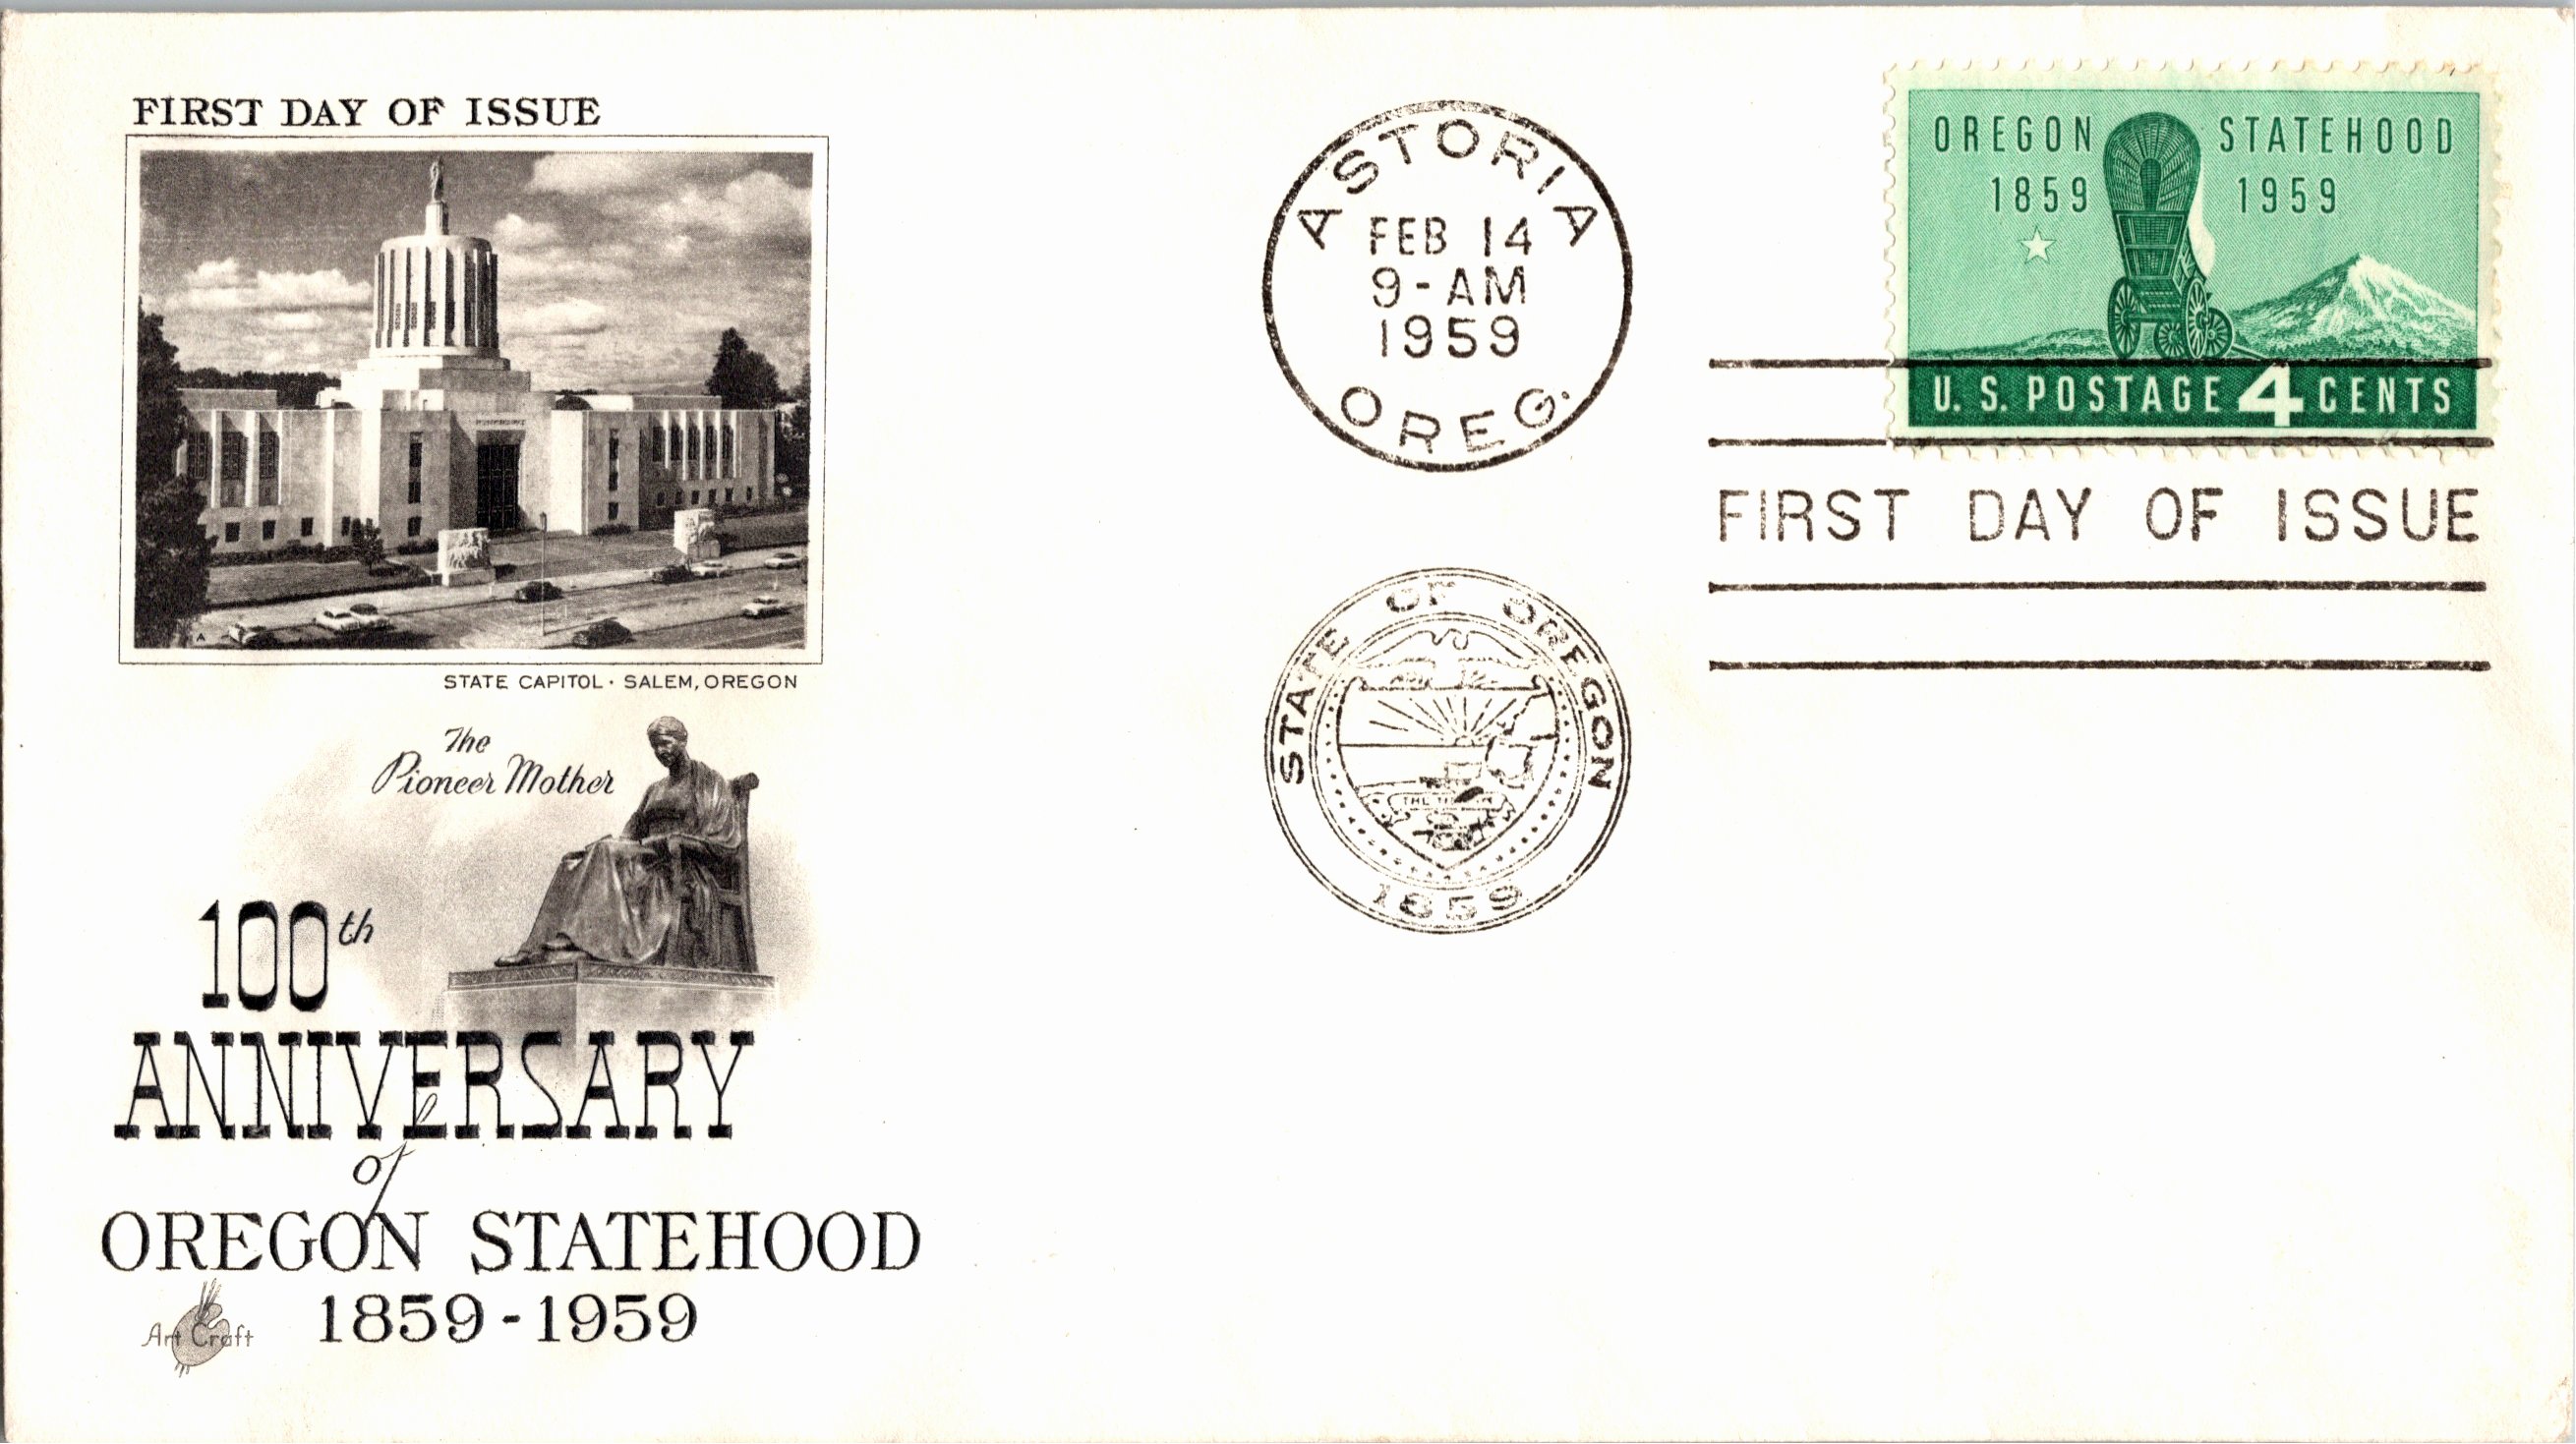 FIRST DAY OF ISSUE
STATE CAPITOL · SALEM, OREGON
The
Pioneer Mother
100th
ANNIVERSARY
of
OREGON STATEHOOD
1859-1959
Art Craft
ASTORIA
FEB 14
9-AM
1959
OREG.
STATE OF OREGON
1859
OREGON STATEHOOD
1859 1959
U.S. POSTAGE 4 CENTS
FIRST DAY OF ISSUE